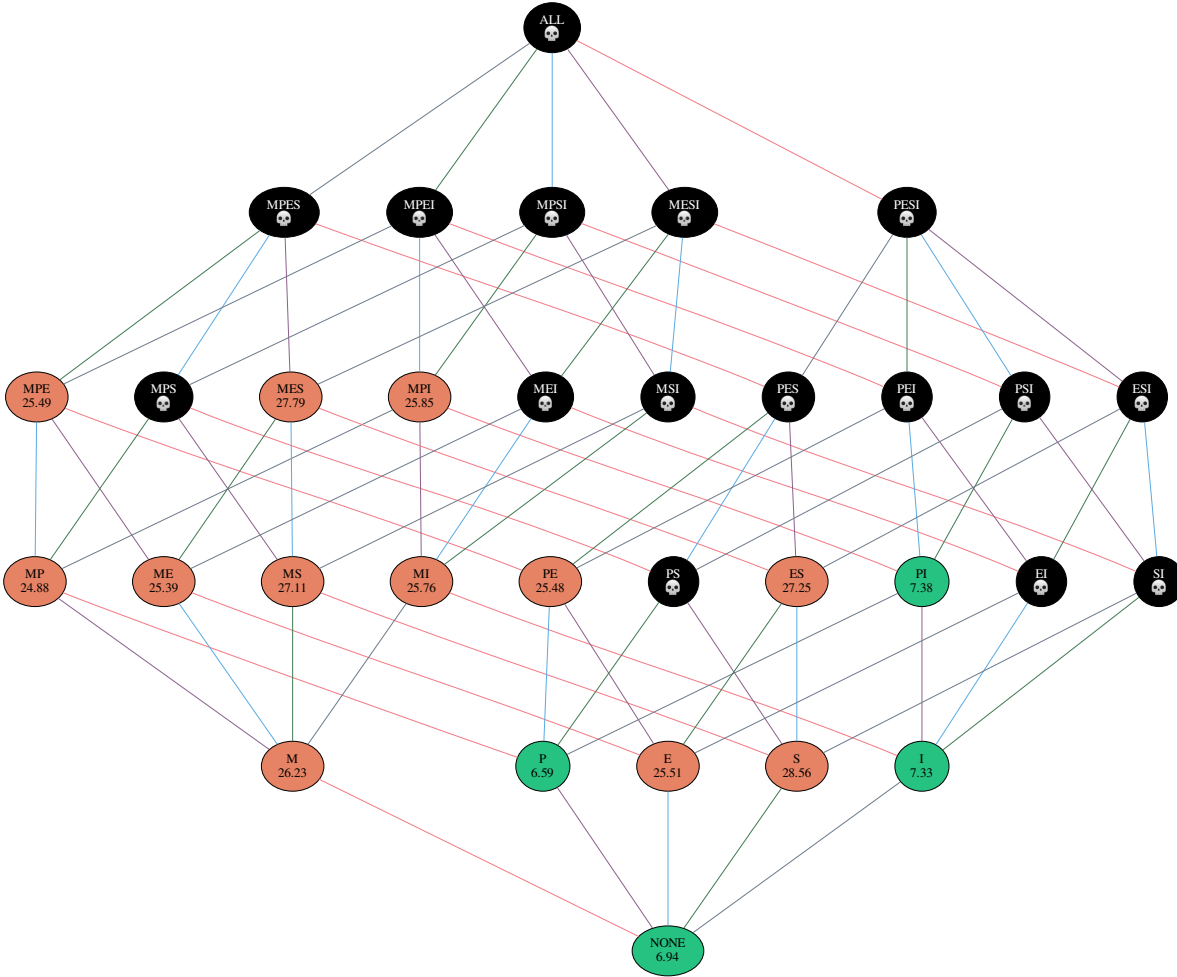 ALL
💀
MPES
💀
MPEI
💀
MPSI
💀
MESI
💀
PESI
💀
MPE
25.49
MPS
💀
MES
27.79
MPI
25.85
MEI
💀
MSI
💀
PES
💀
PEI
💀
PSI
💀
ESI
💀
MP
24.88
ME
25.39
MS
27.11
MI
25.76
PE
25.48
PS
💀
ES
27.25
PI
7.38
EI
💀
SI
💀
M
26.23
P
6.59
E
25.51
S
28.56
I
7.33
NONE
6.94